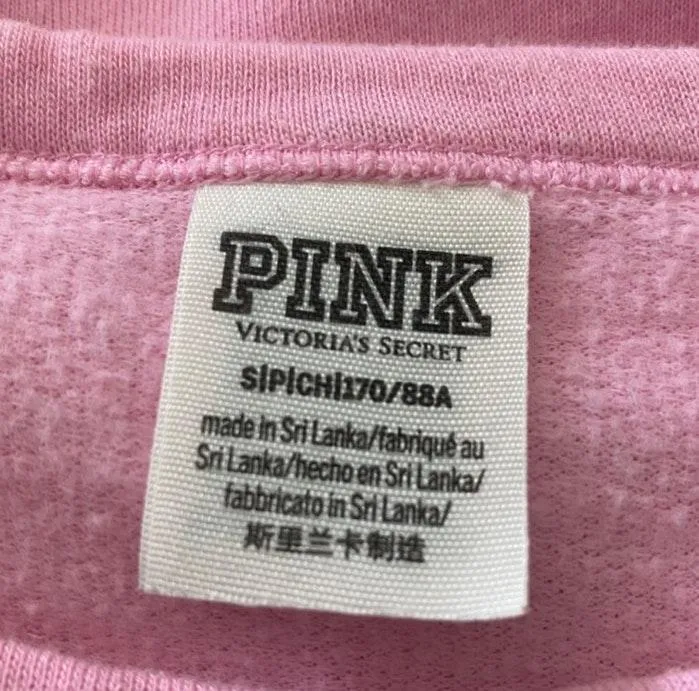 PINK
VICTORIA'S SECRET
S|P|CH|170/88A
made in Sri Lanka/fabriqué au
Sri Lanka/hecho en Sri Lanka/
fabbricato in Sri Lanka/
斯里兰卡制造